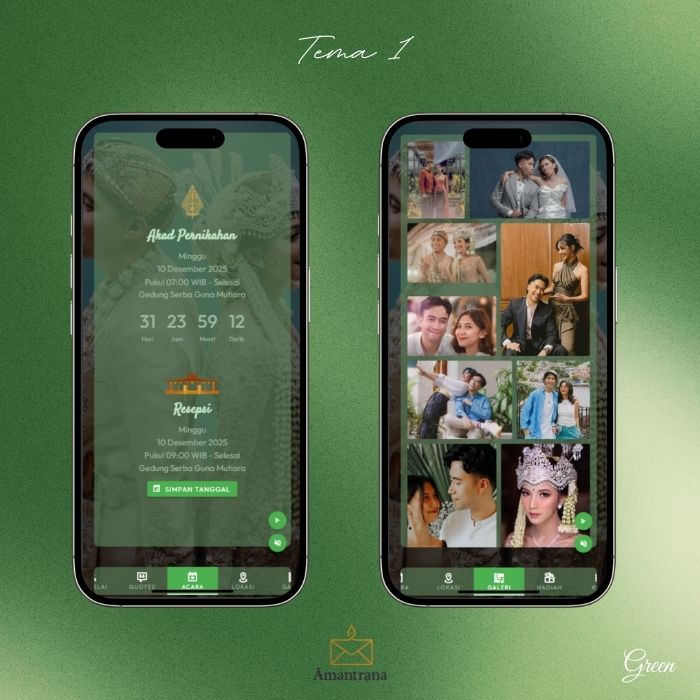 Tema 1
Akad Pernikahan
Minggu
10 Desember 2025
Pukul 07:00 WIB - Selesai
Gedung Serba Guna Mutiara
31 23 59 12
Hari Jam Menit Detik
Resepsi
Minggu
10 Desember 2025
Pukul 09:00 WIB - Selesai
Gedung Serba Guna Mutiara
SIMPAN TANGGAL
ELAI QUOTES ACARA LOKASI GA
RA LOKASI GALERI HADIAH
Āmantraṇa
Green